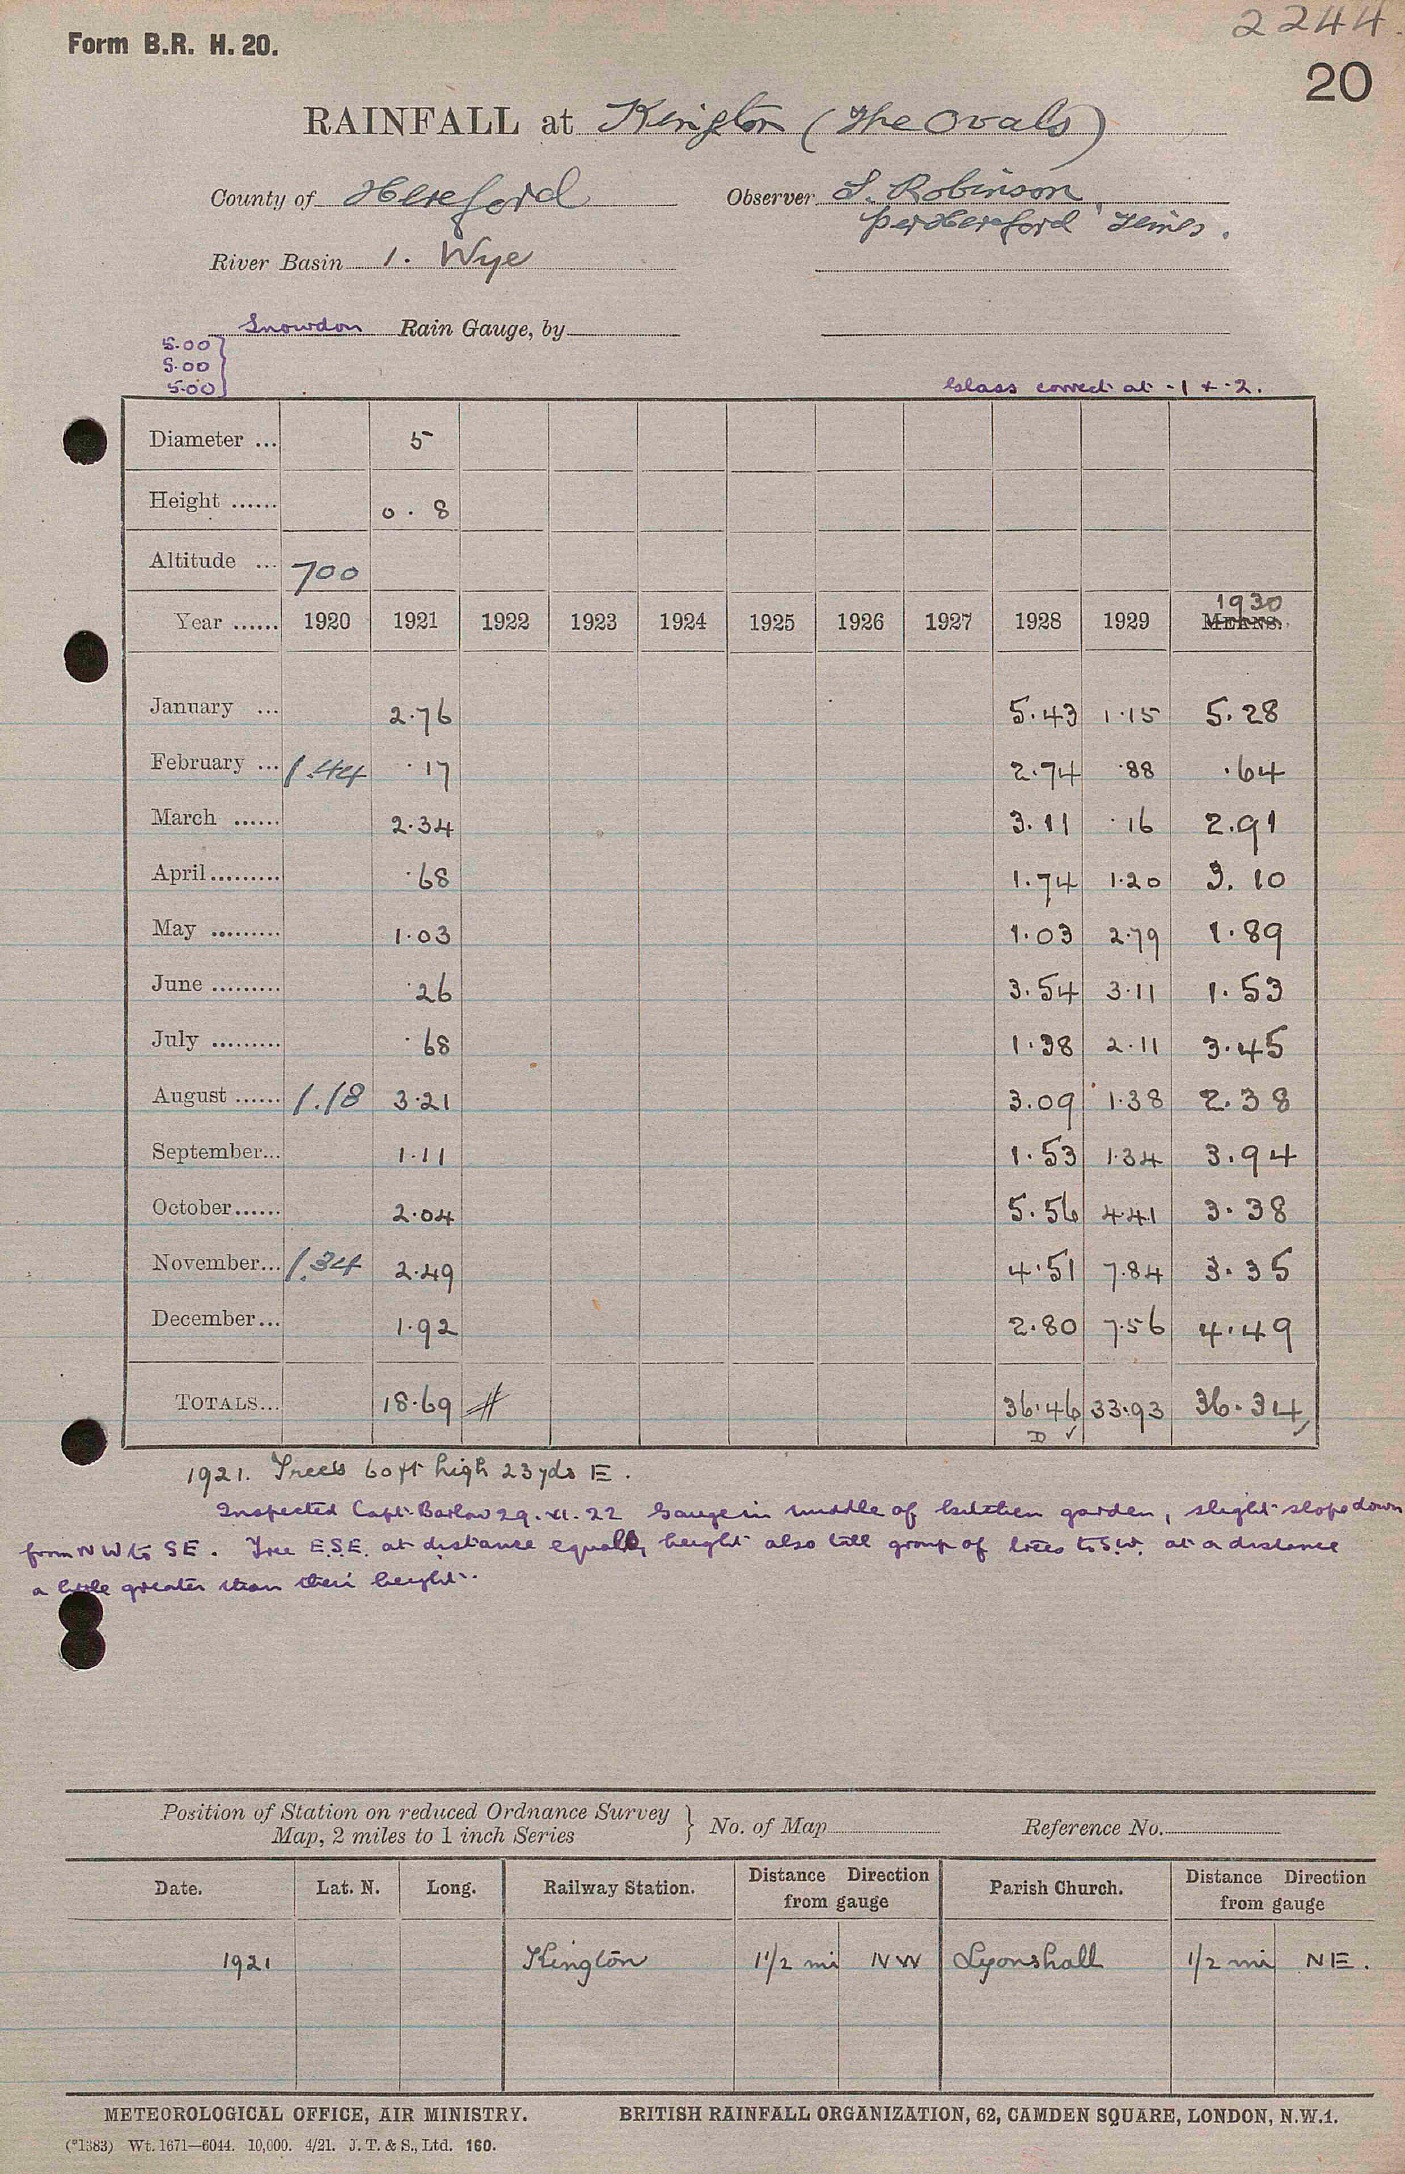 2244.
Form B.R. H. 20.
20
RAINFALL at Kington (The Ovals)
County of Hereford Observer S. Robinson,
per Hereford Times.
River Basin 1. Wye
Snowdon Rain Gauge, by
5.00
5.00
5.00
Glass correct at .1 & .2.
Diameter ... 5
Height ...... 0 . 8
Altitude ... 700
Year ...... 1920 1921 1922 1923 1924 1925 1926 1927 1928 1929 1930 MEANS.
January ... 2.76 5.43 1.15 5.28
February ... 1.44 .17 2.74 .88 .64
March ...... 2.34 3.11 .16 2.91
April......... .68 1.74 1.20 3.10
May ......... 1.03 1.03 2.79 1.89
June ......... .26 3.54 3.11 1.53
July ......... .68 1.38 2.11 3.45
August ...... 1.18 3.21 3.09 1.38 2.38
September... 1.11 1.53 1.34 3.94
October...... 2.04 5.56 4.41 3.38
November... 1.34 2.49 4.51 7.84 3.35
December... 1.92 2.80 7.56 4.49
TOTALS... 18.69 # 36.46 33.93 36.34
D ✓
1921. Trees 60 ft high 23 yds E.
Inspected Capt. Barlow 29.xi.22 Gauge in middle of kitchen garden, slight slope down
from NW to SE. Tree E.S.E. at distance equally height also tall group of trees to S.W. at a distance
a little greater than their height.
Position of Station on reduced Ordnance Survey
Map, 2 miles to 1 inch Series } No. of Map Reference No.
Date. Lat. N. Long. Railway Station. Distance Direction from gauge Parish Church. Distance Direction from gauge
1921 Kington 1 1/2 mi NW Lyonshall 1/2 mi NE.
METEOROLOGICAL OFFICE, AIR MINISTRY. BRITISH RAINFALL ORGANIZATION, 62, CAMDEN SQUARE, LONDON, N.W.1.
(*1383) Wt. 1671—6044. 10,000. 4/21. J. T. & S., Ltd. 160.